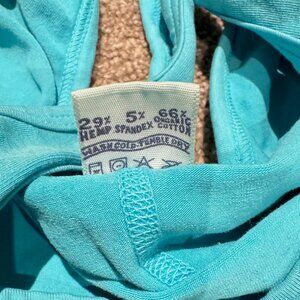 29% 5% 66%
HEMP SPANDEX ORGANIC COTTON
WASH COLD-TUMBLE DRY